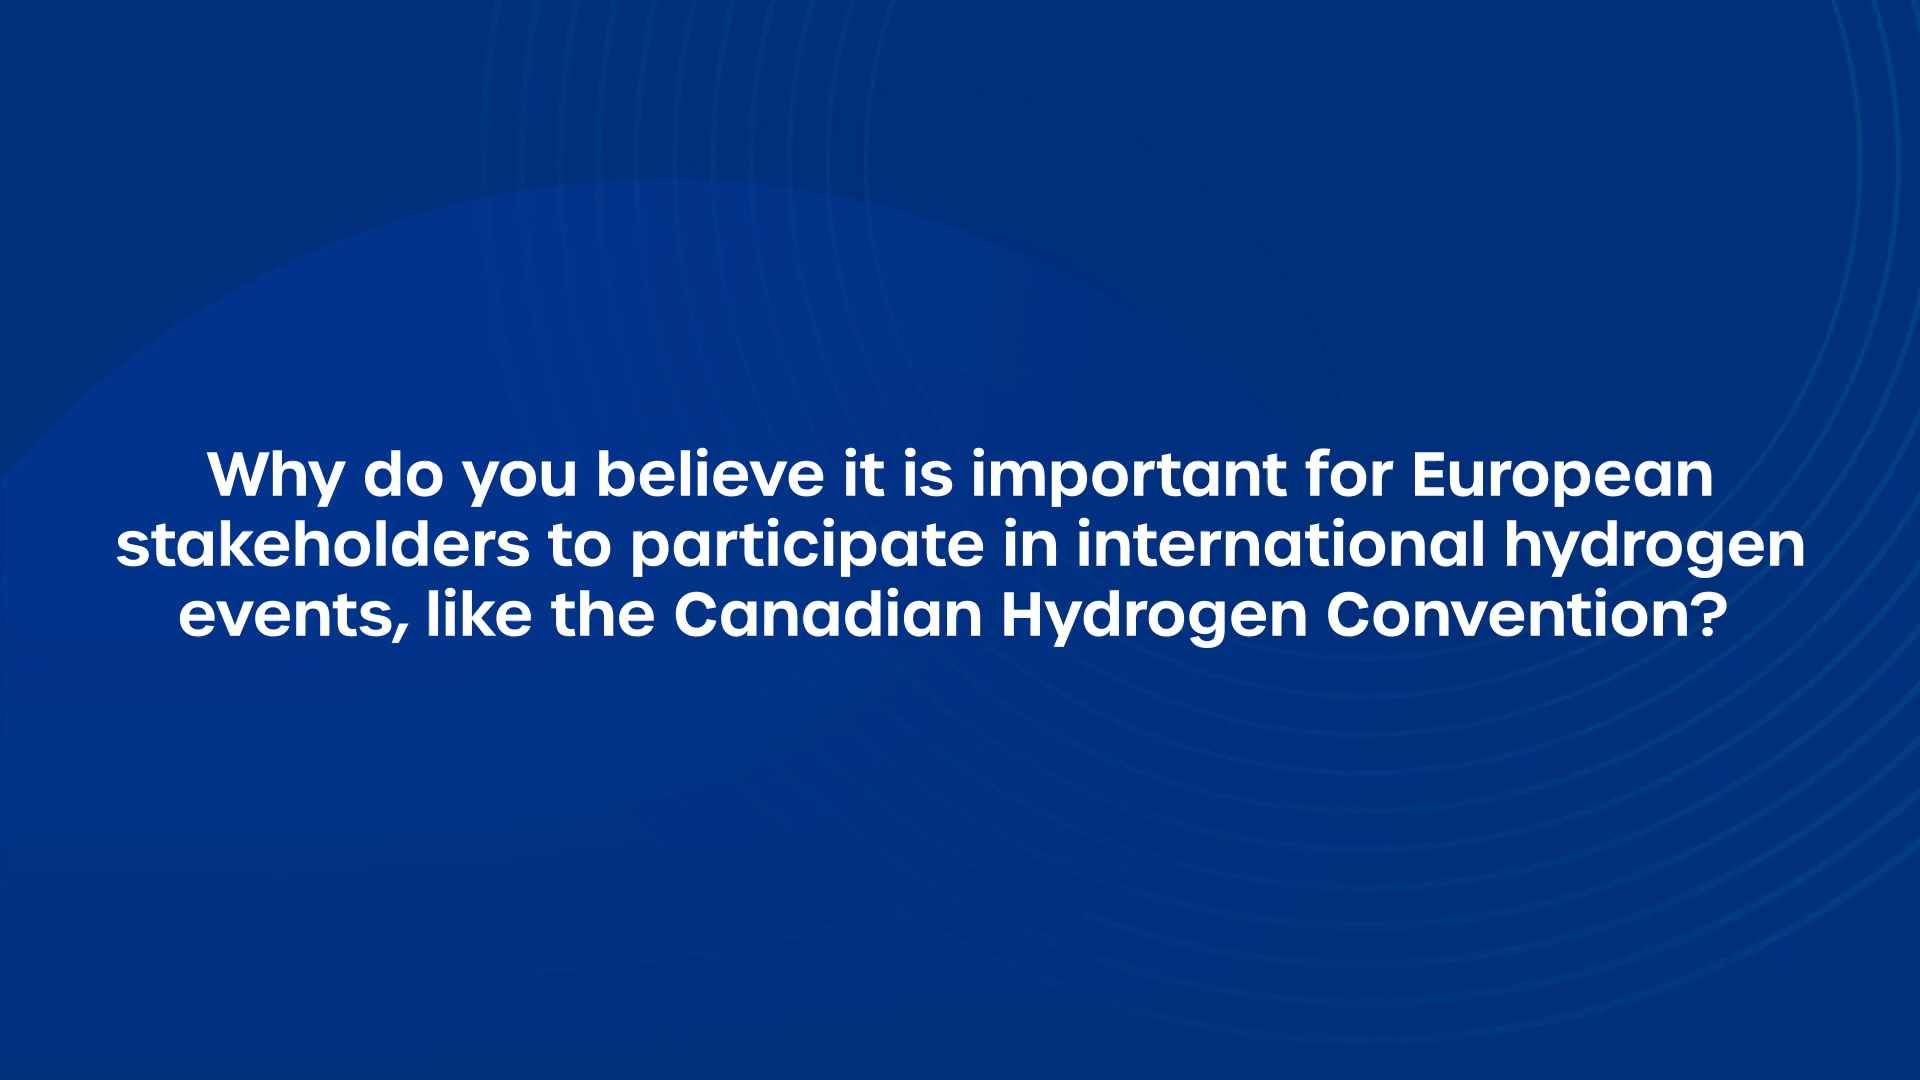 Why do you believe it is important for European
stakeholders to participate in international hydrogen
events, like the Canadian Hydrogen Convention?